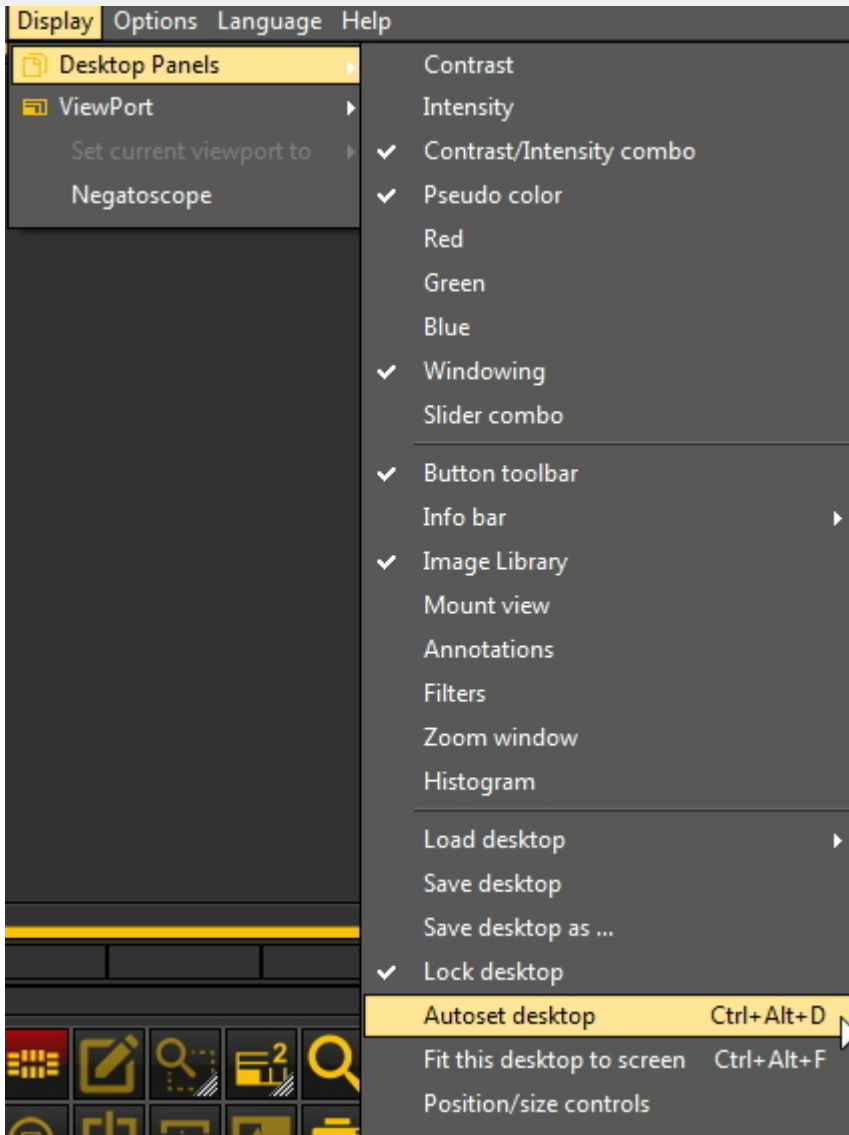 Display Options Language Help
Desktop Panels
ViewPort
Set current viewport to
Negatoscope
Contrast
Intensity
Contrast/Intensity combo
Pseudo color
Red
Green
Blue
Windowing
Slider combo
Button toolbar
Info bar
Image Library
Mount view
Annotations
Filters
Zoom window
Histogram
Load desktop
Save desktop
Save desktop as ...
Lock desktop
Autoset desktop Ctrl+Alt+D
Fit this desktop to screen Ctrl+Alt+F
Position/size controls
2